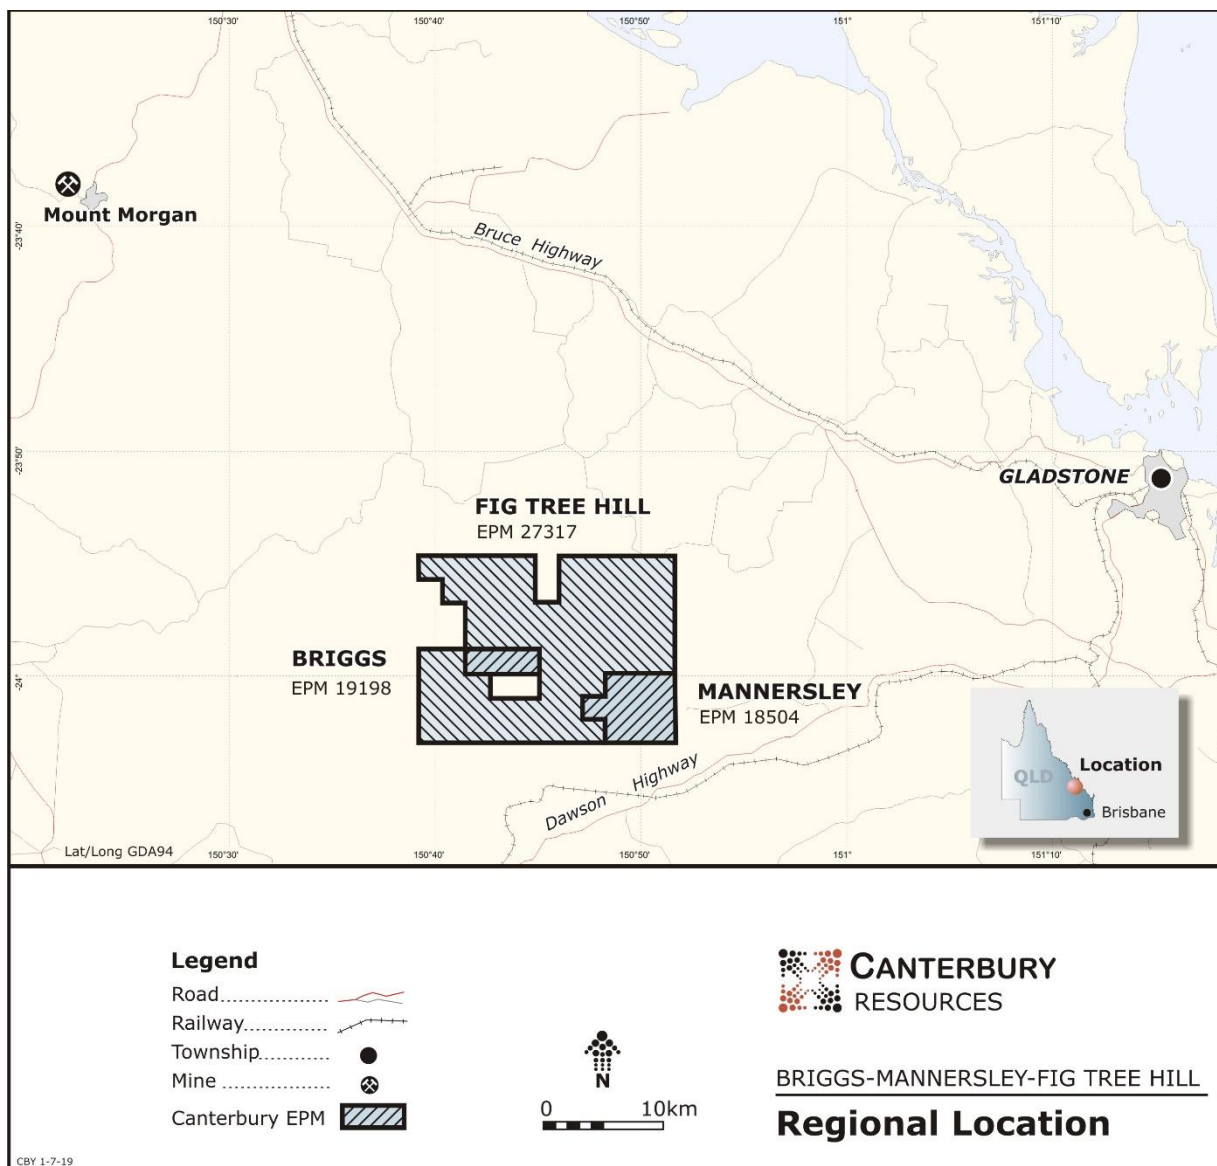 150°30'
150°40'
150°50'
151°
151°10'
Mount Morgan
-23°40'
Bruce Highway
-23°50'
GLADSTONE
FIG TREE HILL
EPM 27317
BRIGGS
EPM 19198
-24°
MANNERSLEY
EPM 18504
Dawson Highway
QLD
Location
Brisbane
Lat/Long GDA94
150°30'
150°40'
150°50'
151°
151°10'
Legend
Road
Railway
Township
Mine
Canterbury EPM
N
0 10km
CANTERBURY
RESOURCES
BRIGGS-MANNERSLEY-FIG TREE HILL
Regional Location
CBY 1-7-19